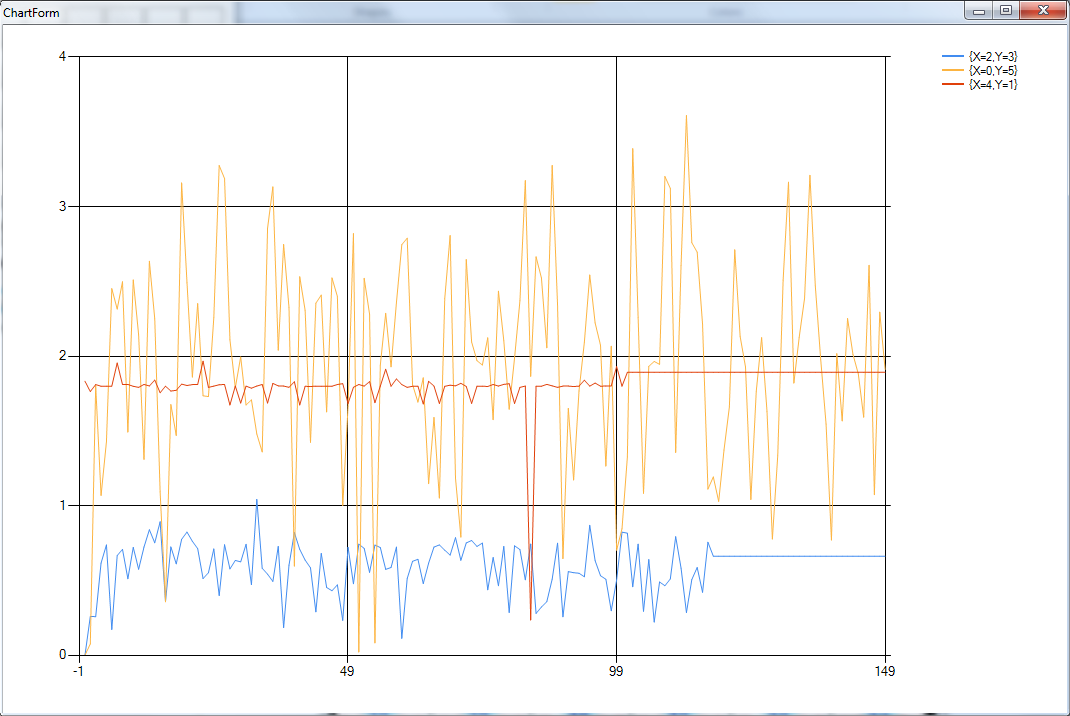 ChartForm
{X=2,Y=3}
{X=0,Y=5}
{X=4,Y=1}
4
3
2
1
0
-1 49 99 149